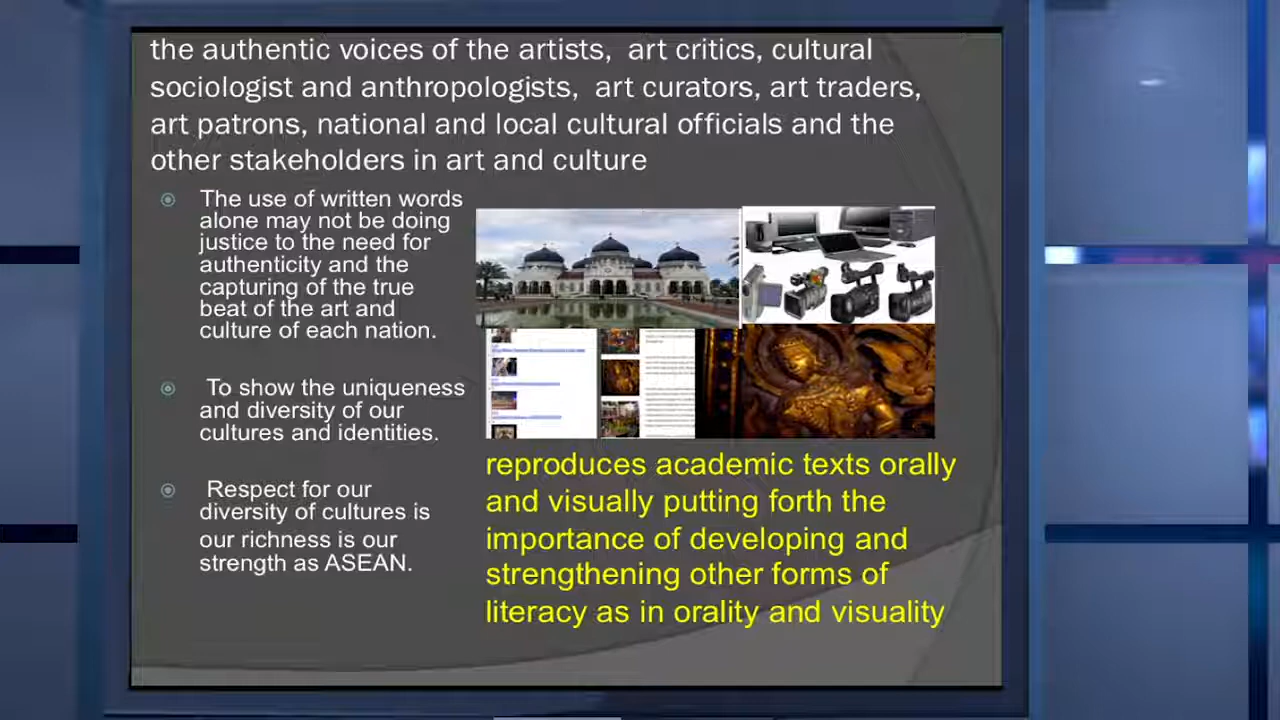 the authentic voices of the artists,  art critics, cultural
sociologist and anthropologists,  art curators, art traders,
art patrons, national and local cultural officials and the
other stakeholders in art and culture
The use of written words
alone may not be doing
justice to the need for
authenticity and the
capturing of the true
beat of the art and
culture of each nation.
To show the uniqueness
and diversity of our
cultures and identities.
Respect for our
diversity of cultures is
our richness is our
strength as ASEAN.
reproduces academic texts orally
and visually putting forth the
importance of developing and
strengthening other forms of
literacy as in orality and visuality